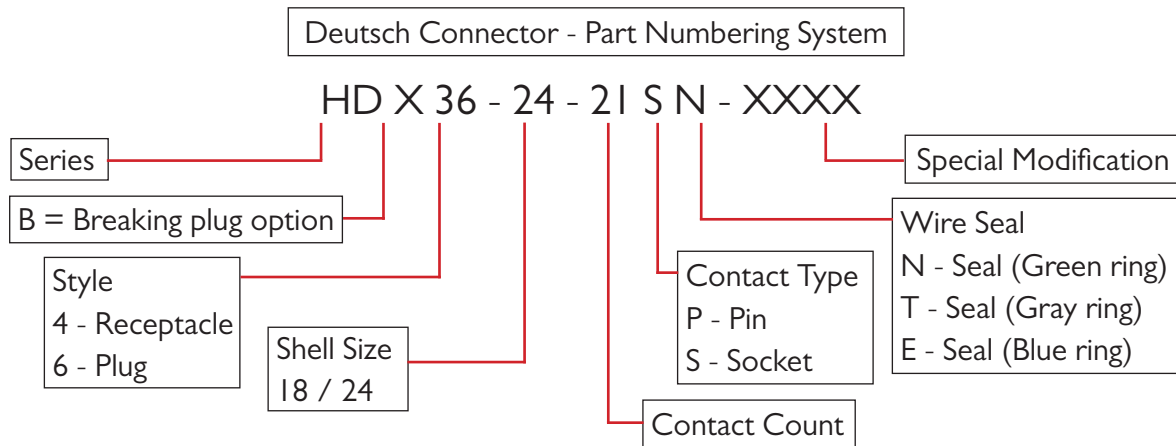 Deutsch Connector - Part Numbering System
HD X 36 - 24 - 21 S N - XXXX
Series
Special Modification
B = Breaking plug option
Style
4 - Receptacle
6 - Plug
Shell Size
18 / 24
Contact Type
P - Pin
S - Socket
Wire Seal
N - Seal (Green ring)
T - Seal (Gray ring)
E - Seal (Blue ring)
Contact Count